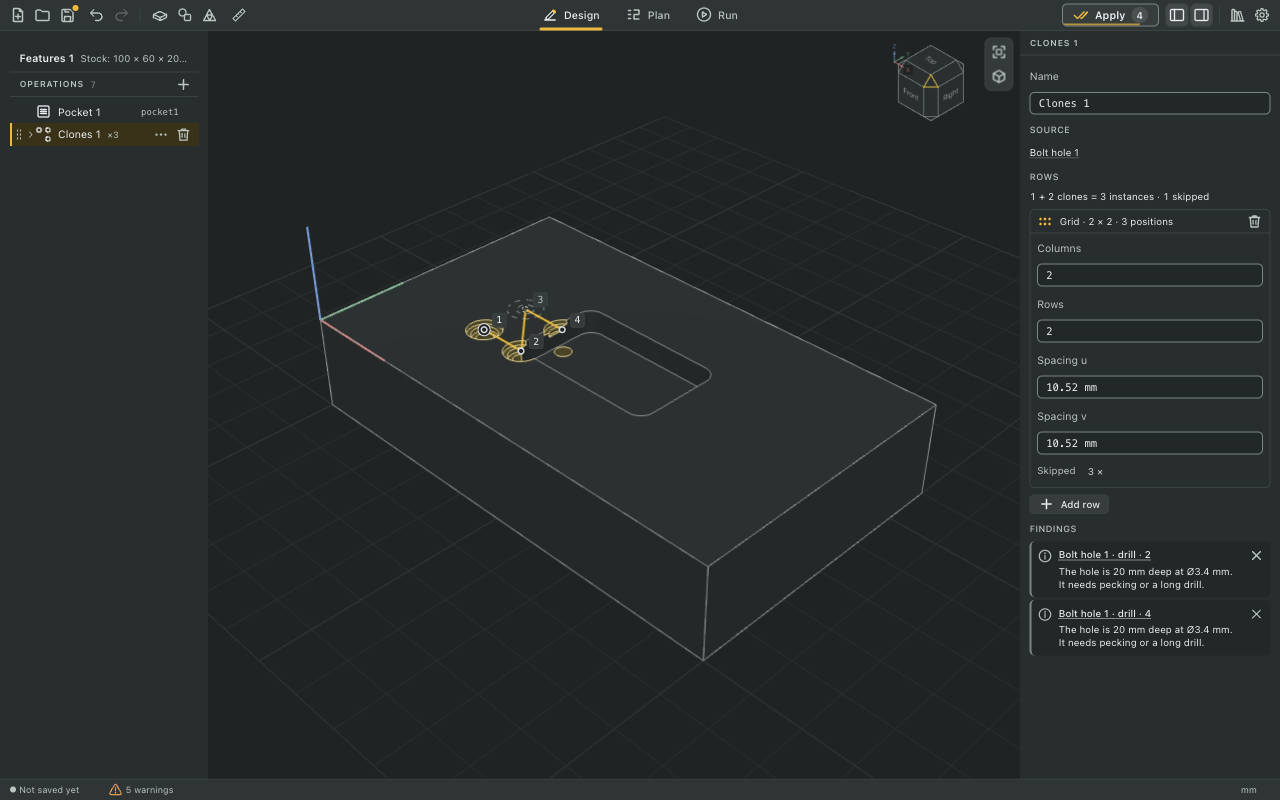 Design
Plan
Run
Apply 4
Features 1 Stock: 100 × 60 × 20...
OPERATIONS 7
Pocket 1 pocket1
Clones 1 ×3
Top
Front
Right
Z
1
2
3
4
CLONES 1
Name
Clones 1
SOURCE
Bolt hole 1
ROWS
1 + 2 clones = 3 instances · 1 skipped
Grid · 2 × 2 · 3 positions
Columns
2
Rows
2
Spacing u
10.52 mm
Spacing v
10.52 mm
Skipped 3 ×
Add row
FINDINGS
Bolt hole 1 · drill · 2
The hole is 20 mm deep at Ø3.4 mm.
It needs pecking or a long drill.
Bolt hole 1 · drill · 4
The hole is 20 mm deep at Ø3.4 mm.
It needs pecking or a long drill.
Not saved yet
5 warnings
mm